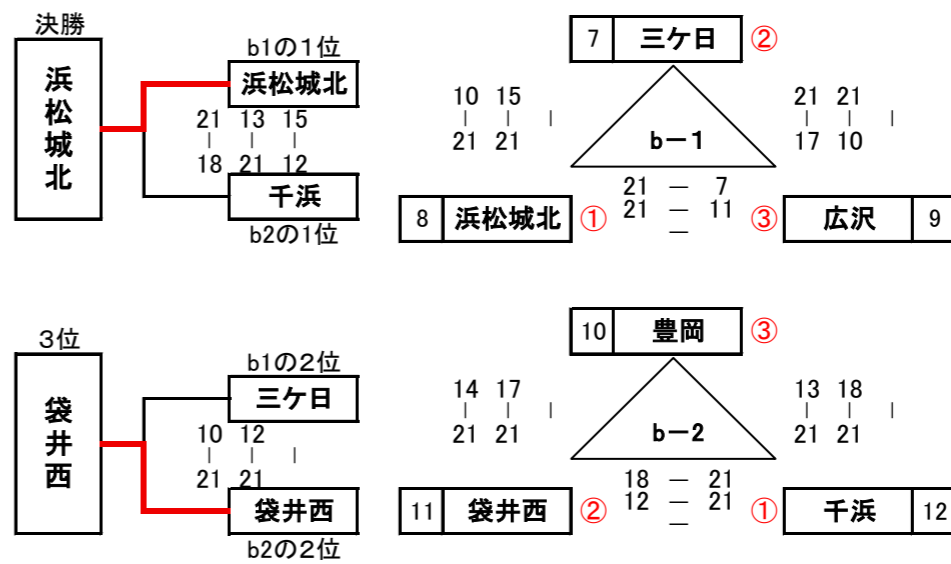 決勝
浜松城北
b1の1位
浜松城北
21 13 15
| | |
18 21 12
千浜
b2の1位
7 三ケ日 ②
10 15
| | |
21 21
b－1
21 21
| | |
17 10
21 － 7
21 － 11
－
8 浜松城北 ①
③ 広沢 9
3位
袋井西
b1の2位
三ケ日
10 12
| | |
21 21
袋井西
b2の2位
10 豊岡 ③
14 17
| | |
21 21
b－2
13 18
| | |
21 21
18 － 21
12 － 21
－
11 袋井西 ②
① 千浜 12